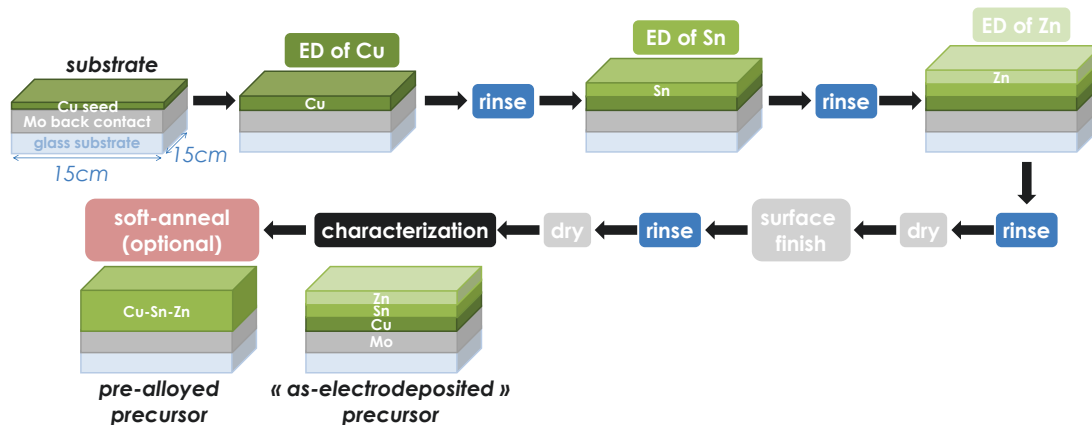 substrate
Cu seed
Mo back contact
glass substrate
15cm
15cm
ED of Cu
Cu
rinse
ED of Sn
Sn
rinse
ED of Zn
Zn
rinse
dry
surface
finish
rinse
dry
characterization
soft-anneal
(optional)
Cu-Sn-Zn
pre-alloyed
precursor
Zn
Sn
Cu
Mo
« as-electrodeposited »
precursor